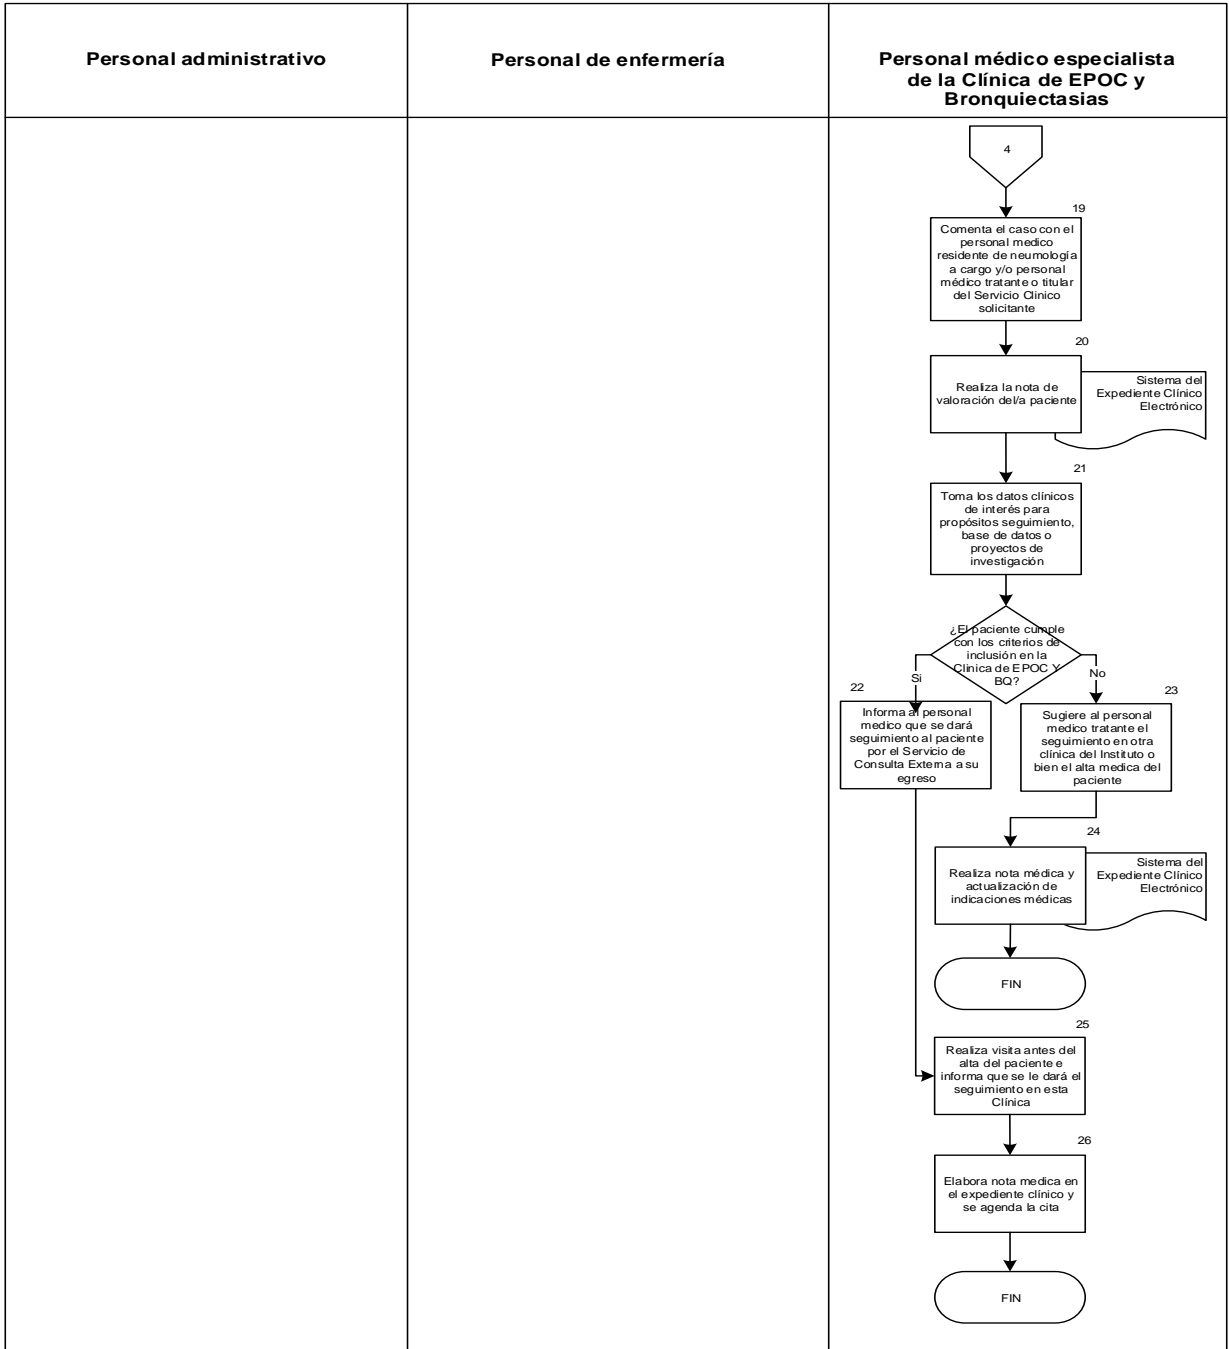 Personal administrativo
Personal de enfermería
Personal médico especialista
de la Clínica de EPOC y
Bronquiectasias
4
19
Comenta el caso con el
personal medico
residente de neumología
a cargo y/o personal
médico tratante o titular
del Servicio Clinico
solicitante
20
Realiza la nota de
valoración del/a paciente
Sistema del
Expediente Clínico
Electrónico
21
Toma los datos clínicos
de interés para
propósitos seguimiento,
base de datos o
proyectos de
investigación
¿El paciente cumple
con los criterios de
inclusión en la
Clinica de EPOC Y
BQ?
Si
No
22
Informa al personal
medico que se dará
seguimiento al paciente
por el Servicio de
Consulta Externa a su
egreso
23
Sugiere al personal
medico tratante el
seguimiento en otra
clínica del Instituto o
bien el alta medica del
paciente
24
Realiza nota médica y
actualización de
indicaciones médicas
Sistema del
Expediente Clínico
Electrónico
FIN
25
Realiza visita antes del
alta del paciente e
informa que se le dará el
seguimiento en esta
Clínica
26
Elabora nota medica en
el expediente clínico y
se agenda la cita
FIN